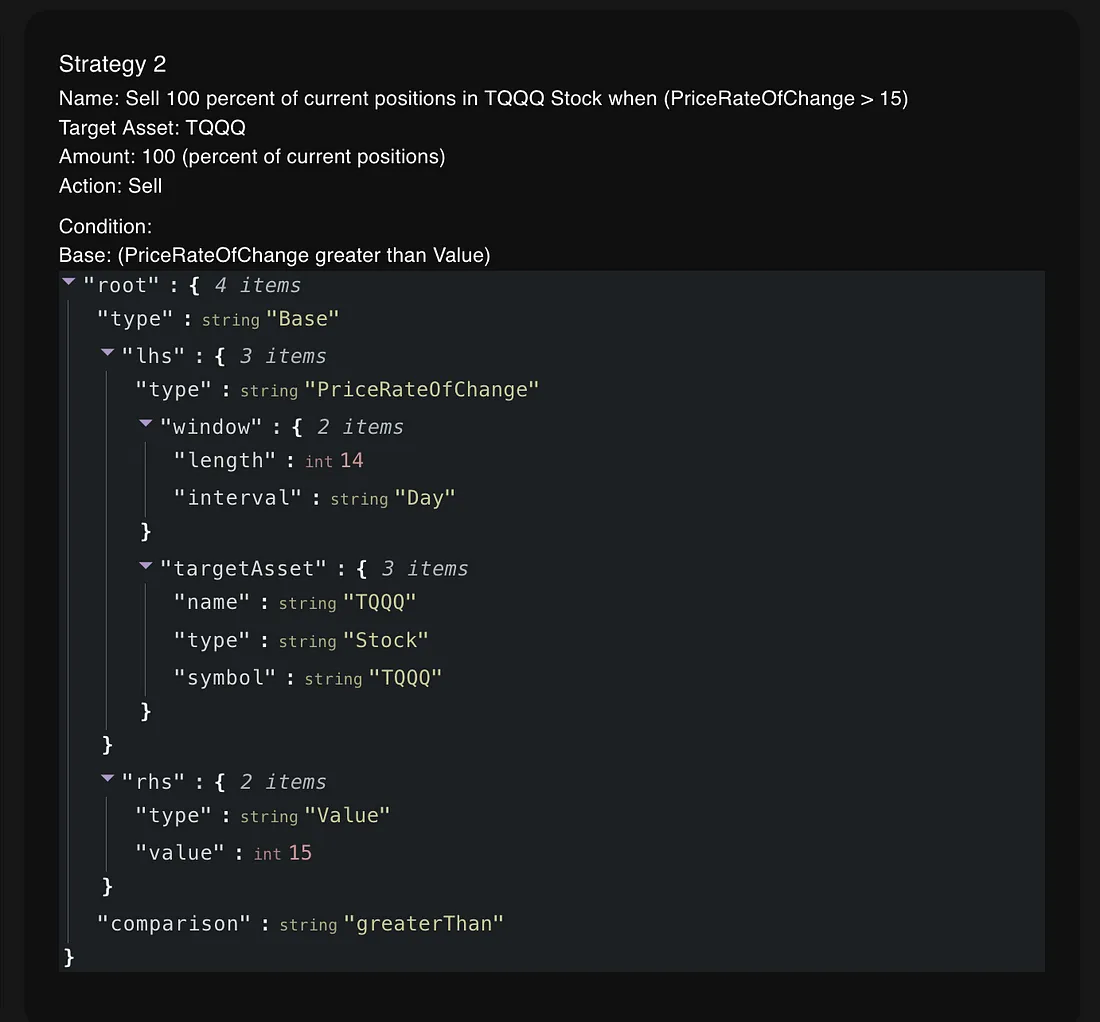 Strategy 2
Name: Sell 100 percent of current positions in TQQQ Stock when (PriceRateOfChange > 15)
Target Asset: TQQQ
Amount: 100 (percent of current positions)
Action: Sell
Condition:
Base: (PriceRateOfChange greater than Value)
"root" : { 4 items
"type" : string "Base"
"lhs" : { 3 items
"type" : string "PriceRateOfChange"
"window" : { 2 items
"length" : int 14
"interval" : string "Day"
}
"targetAsset" : { 3 items
"name" : string "TQQQ"
"type" : string "Stock"
"symbol" : string "TQQQ"
}
}
"rhs" : { 2 items
"type" : string "Value"
"value" : int 15
}
"comparison" : string "greaterThan"
}